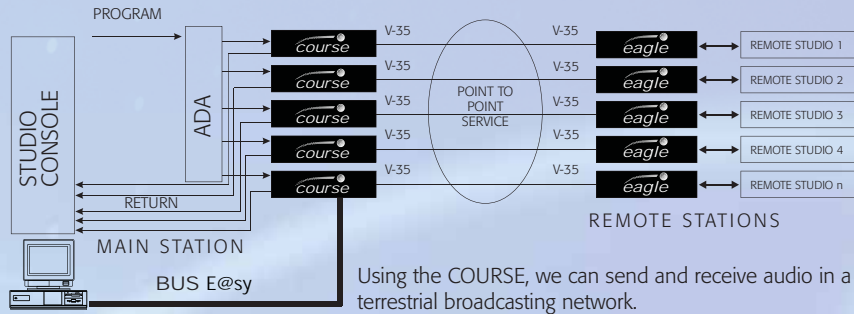 PROGRAM
STUDIO CONSOLE
ADA
course V-35 V-35 eagle REMOTE STUDIO 1
course V-35 V-35 eagle REMOTE STUDIO 2
course V-35 V-35 eagle REMOTE STUDIO 3
course V-35 V-35 eagle REMOTE STUDIO 4
course V-35 V-35 eagle REMOTE STUDIO n
POINT TO
POINT
SERVICE
RETURN
MAIN STATION
REMOTE STATIONS
BUS E@sy
Using the COURSE, we can send and receive audio in a
terrestrial broadcasting network.